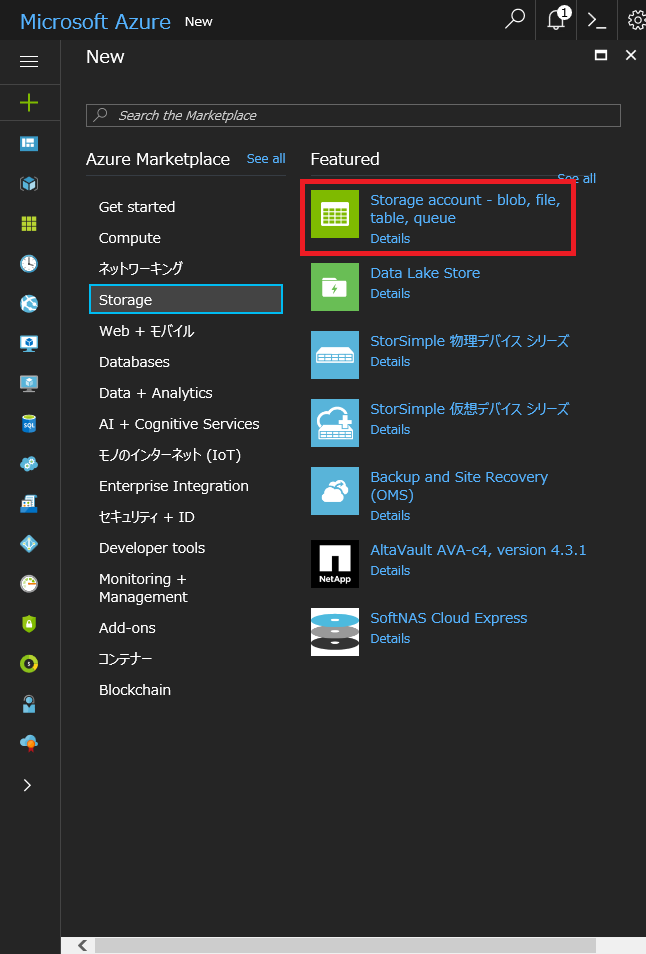 Microsoft Azure New
1
New
Search the Marketplace
Azure Marketplace See all
Get started
Compute
ネットワーキング
Storage
Web + モバイル
Databases
Data + Analytics
AI + Cognitive Services
モノのインターネット (IoT)
Enterprise Integration
セキュリティ + ID
Developer tools
Monitoring +
Management
Add-ons
コンテナー
Blockchain
Featured
See all
Storage account - blob, file,
table, queue
Details
Data Lake Store
Details
StorSimple 物理デバイス シリーズ
Details
StorSimple 仮想デバイス シリーズ
Details
Backup and Site Recovery
(OMS)
Details
NetApp
AltaVault AVA-c4, version 4.3.1
Details
SoftNAS Cloud Express
Details
SQL